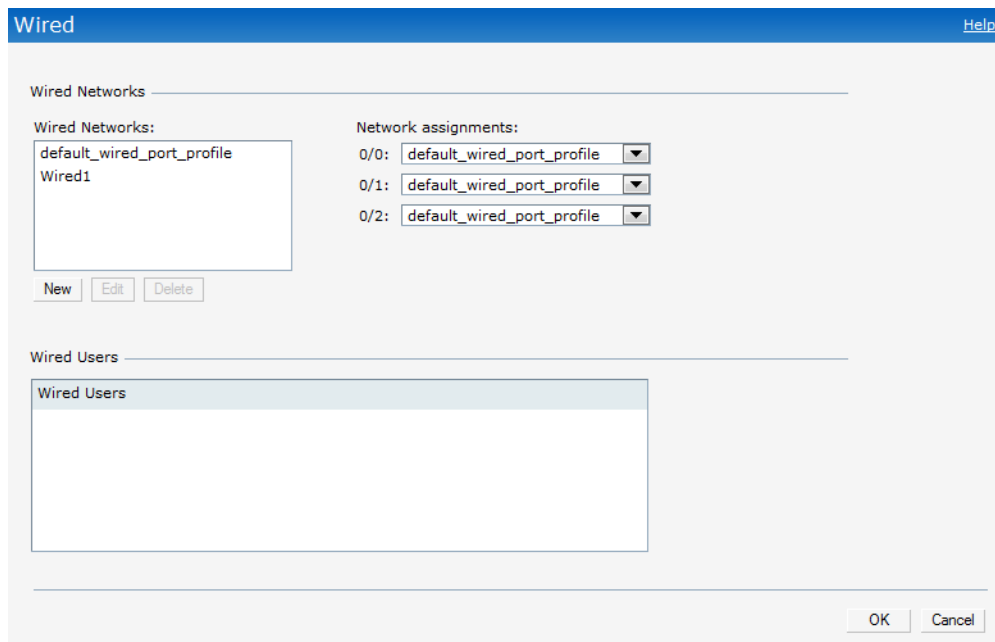 Wired
Help
Wired Networks
Wired Networks:
default_wired_port_profile
Wired1
New
Edit
Delete
Network assignments:
0/0: default_wired_port_profile
0/1: default_wired_port_profile
0/2: default_wired_port_profile
Wired Users
Wired Users
OK
Cancel